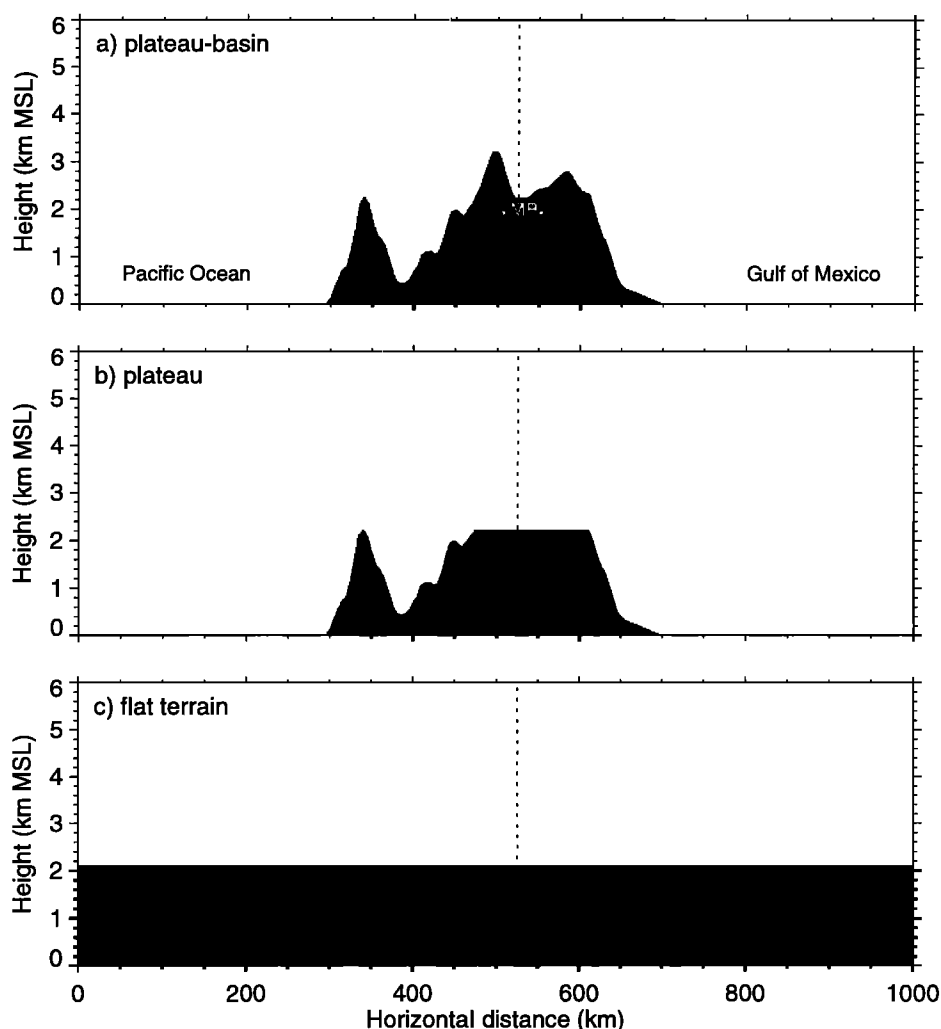 6
a) plateau-basin
5
4
3
2
1
0
Height (km MSL)
Pacific Ocean
Gulf of Mexico
6
b) plateau
5
4
3
2
1
0
Height (km MSL)
6
c) flat terrain
5
4
3
2
1
0
Height (km MSL)
0 200 400 600 800 1000
Horizontal distance (km)